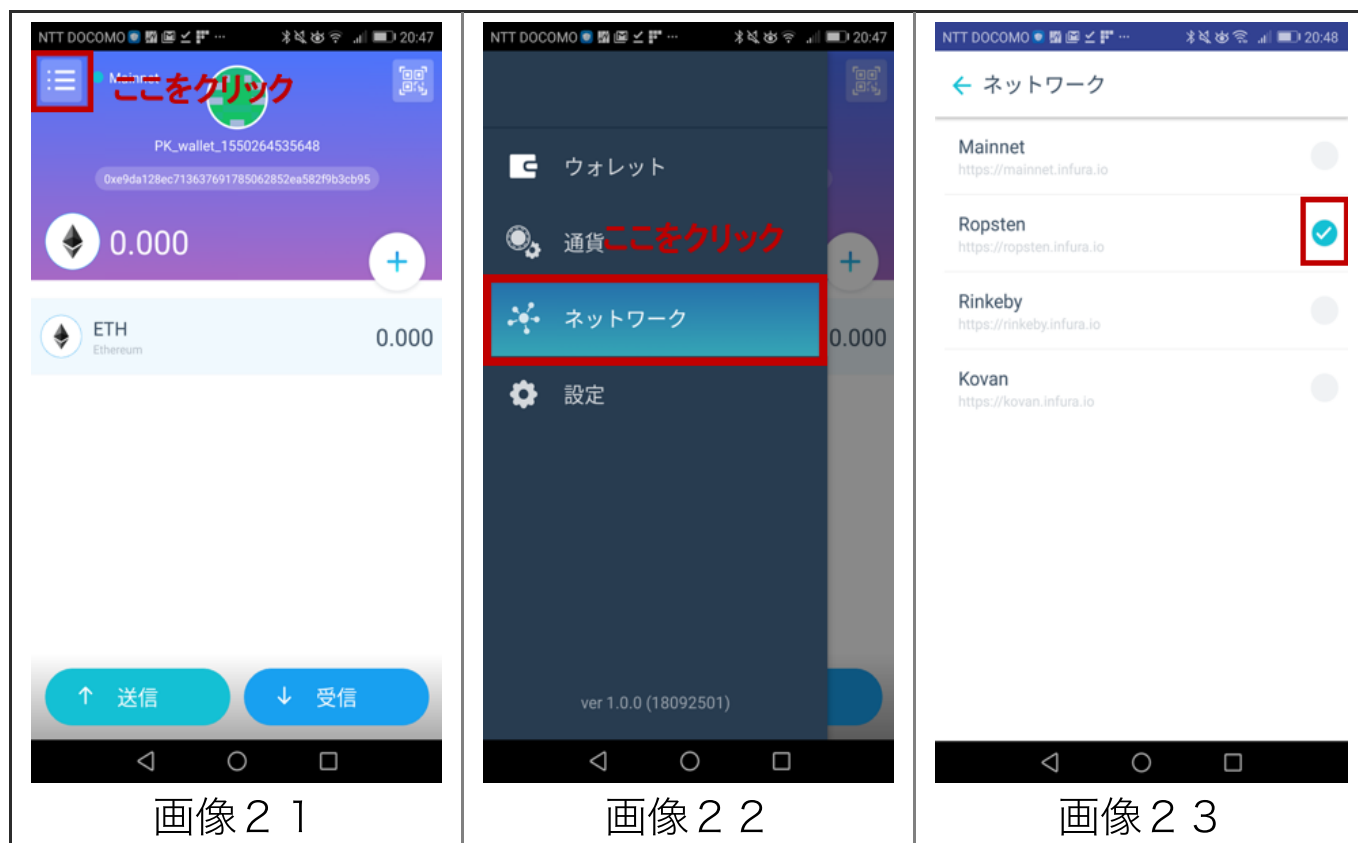 NTT DOCOMO 20:47
Mainnet
ここをクリック
PK_wallet_1550264535648
0xe9da128ec713637691785062852ea582f9b3cb95
0.000
+
ETH
Ethereum
0.000
↑ 送信
↓ 受信
画像21
NTT DOCOMO 20:47
ウォレット
通貨
ここをクリック
+
ネットワーク
0.000
設定
ver 1.0.0 (18092501)
画像22
NTT DOCOMO 20:48
← ネットワーク
Mainnet
https://mainnet.infura.io
Ropsten
https://ropsten.infura.io
Rinkeby
https://rinkeby.infura.io
Kovan
https://kovan.infura.io
画像23